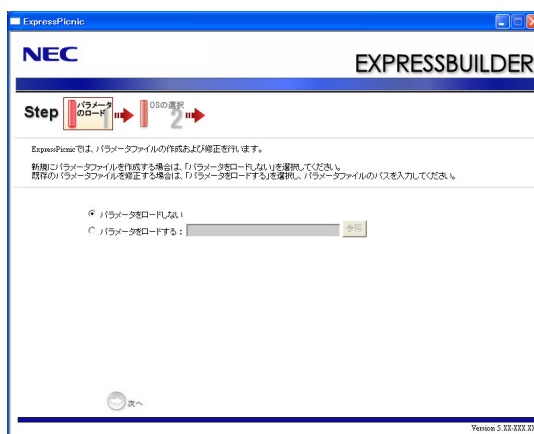 ExpressPicnic
NEC
EXPRESSBUILDER
Step 1 パラメータのロード 2 OSの選択
ExpressPicnicでは、パラメータファイルの作成および修正を行います。
新規にパラメータファイルを作成する場合は、「パラメータをロードしない」を選択してください。
既存のパラメータファイルを修正する場合は、「パラメータをロードする」を選択し、パラメータファイルのパスを入力してください。
パラメータをロードしない
パラメータをロードする： 参照
次へ
Version 5.XX-XXX.XX